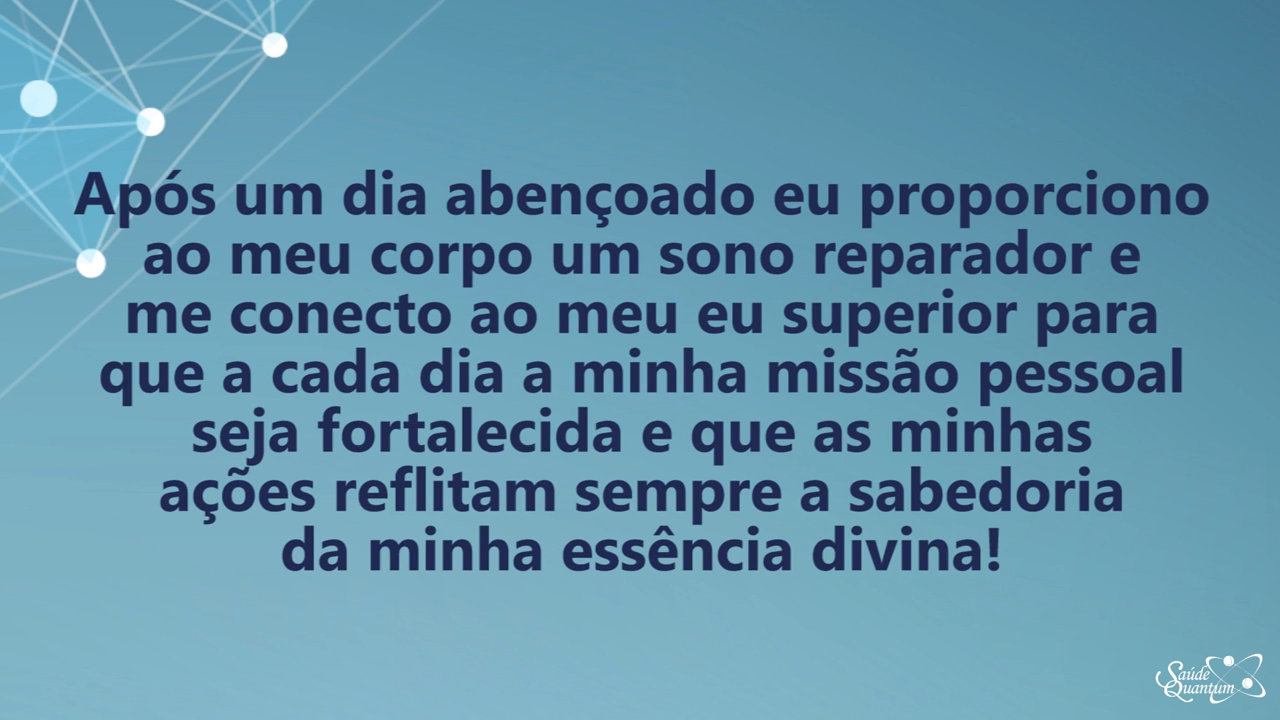 Após um dia abençoado eu proporciono
ao meu corpo um sono reparador e
me conecto ao meu eu superior para
que a cada dia a minha missão pessoal
seja fortalecida e que as minhas
ações reflitam sempre a sabedoria
da minha essência divina!
Saúde
Quantum